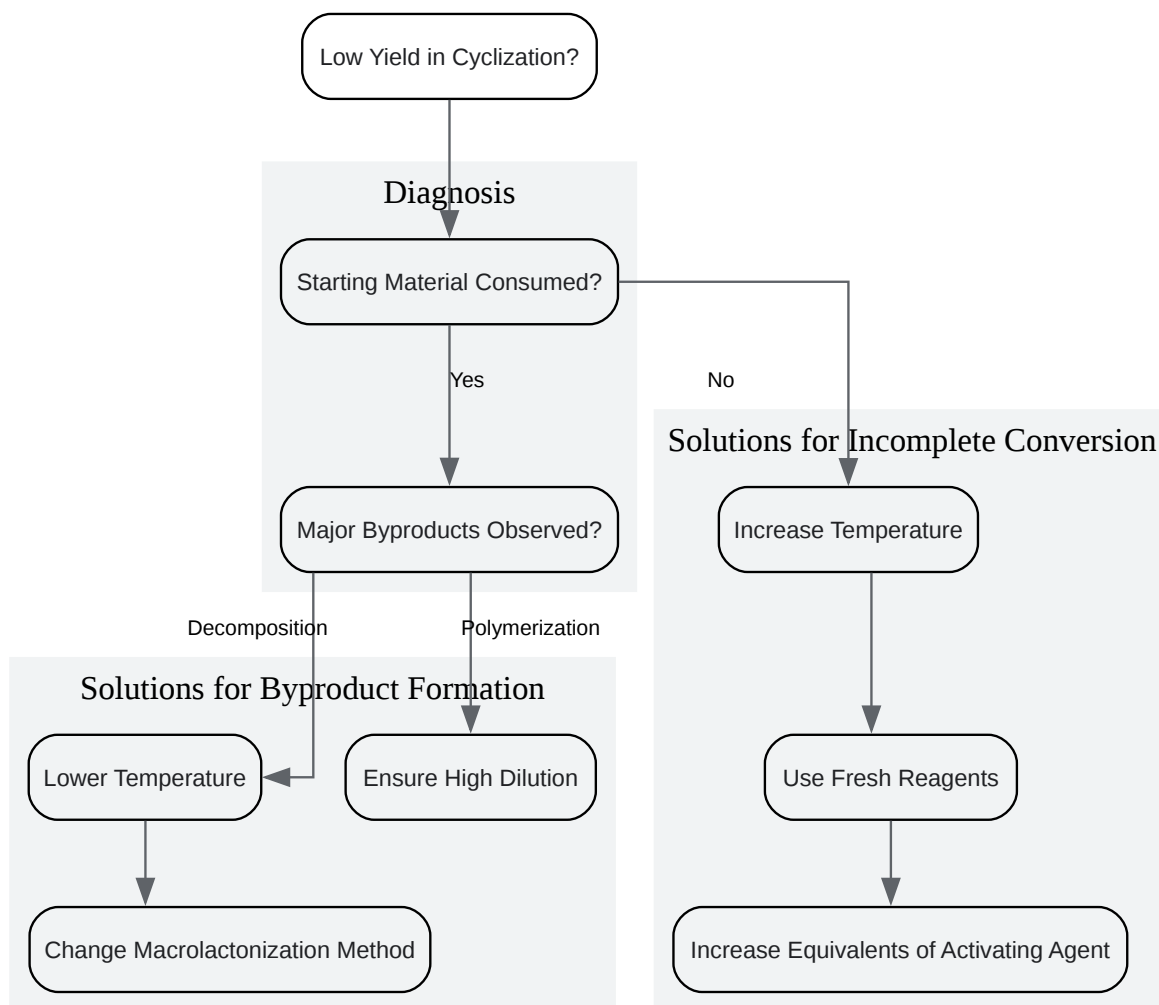 Low Yield in Cyclization?
Diagnosis
Starting Material Consumed?
Yes
No
Solutions for Incomplete Conversion
Major Byproducts Observed?
Increase Temperature
Decomposition
Polymerization
Solutions for Byproduct Formation
Lower Temperature
Ensure High Dilution
Use Fresh Reagents
Change Macrolactonization Method
Increase Equivalents of Activating Agent